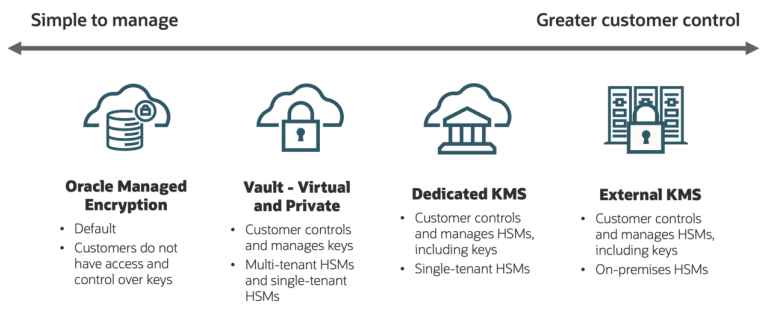 Simple to manage
Greater customer control
Oracle Managed
Encryption
• Default
• Customers do not
have access and
control over keys
Vault - Virtual
and Private
• Customer controls
and manages keys
• Multi-tenant HSMs
and single-tenant
HSMs
Dedicated KMS
• Customer controls
and manages HSMs,
including keys
• Single-tenant HSMs
External KMS
• Customer controls
and manages HSMs,
including keys
• On-premises HSMs